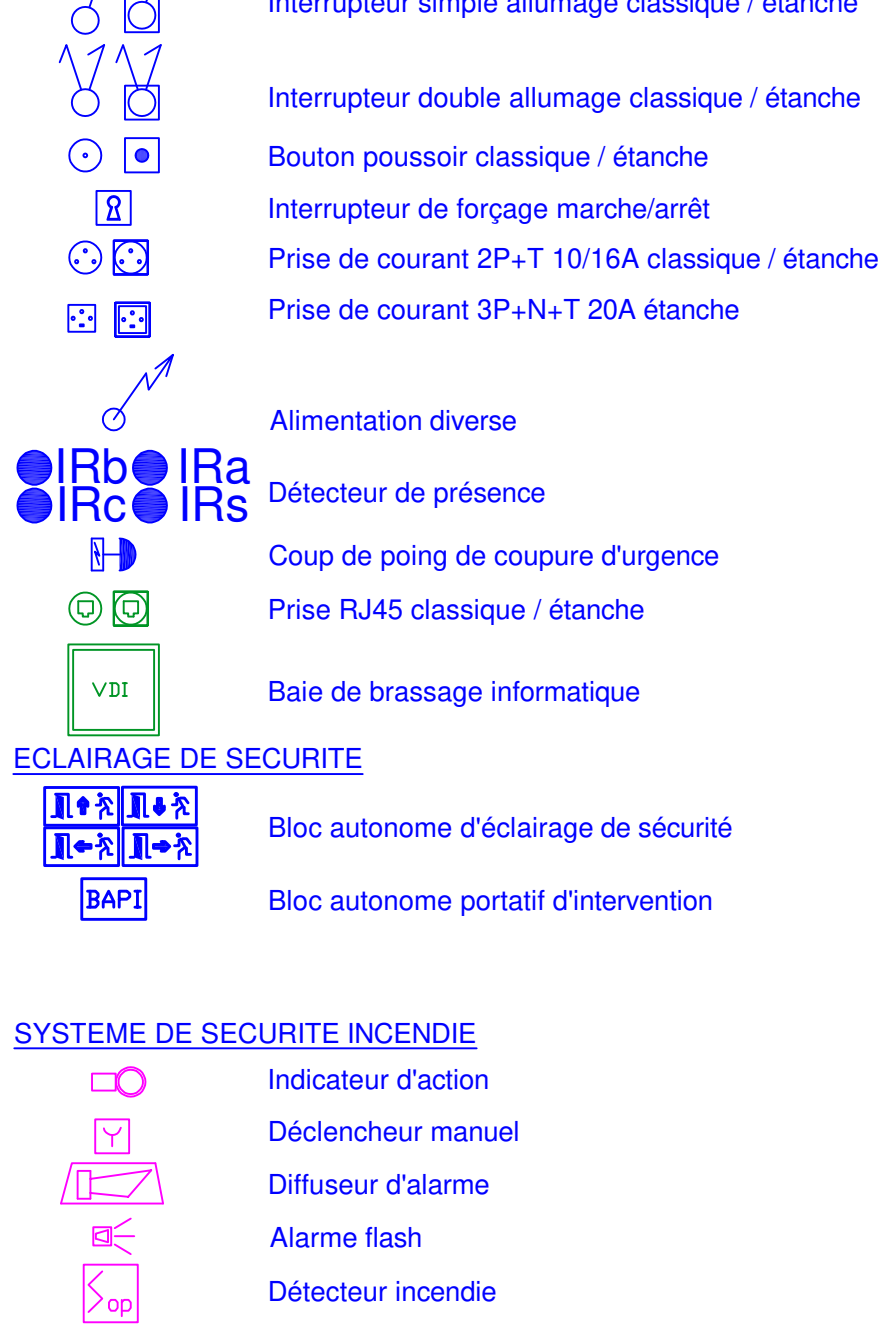 Interrupteur simple allumage classique / étanche
Interrupteur double allumage classique / étanche
Bouton poussoir classique / étanche
Interrupteur de forçage marche/arrêt
Prise de courant 2P+T 10/16A classique / étanche
Prise de courant 3P+N+T 20A étanche
Alimentation diverse
IRb IRa
IRc IRs
Détecteur de présence
Coup de poing de coupure d'urgence
Prise RJ45 classique / étanche
VDI
Baie de brassage informatique
ECLAIRAGE DE SECURITE
Bloc autonome d'éclairage de sécurité
BAPI
Bloc autonome portatif d'intervention
SYSTEME DE SECURITE INCENDIE
Indicateur d'action
Déclencheur manuel
Diffuseur d'alarme
Alarme flash
op
Détecteur incendie